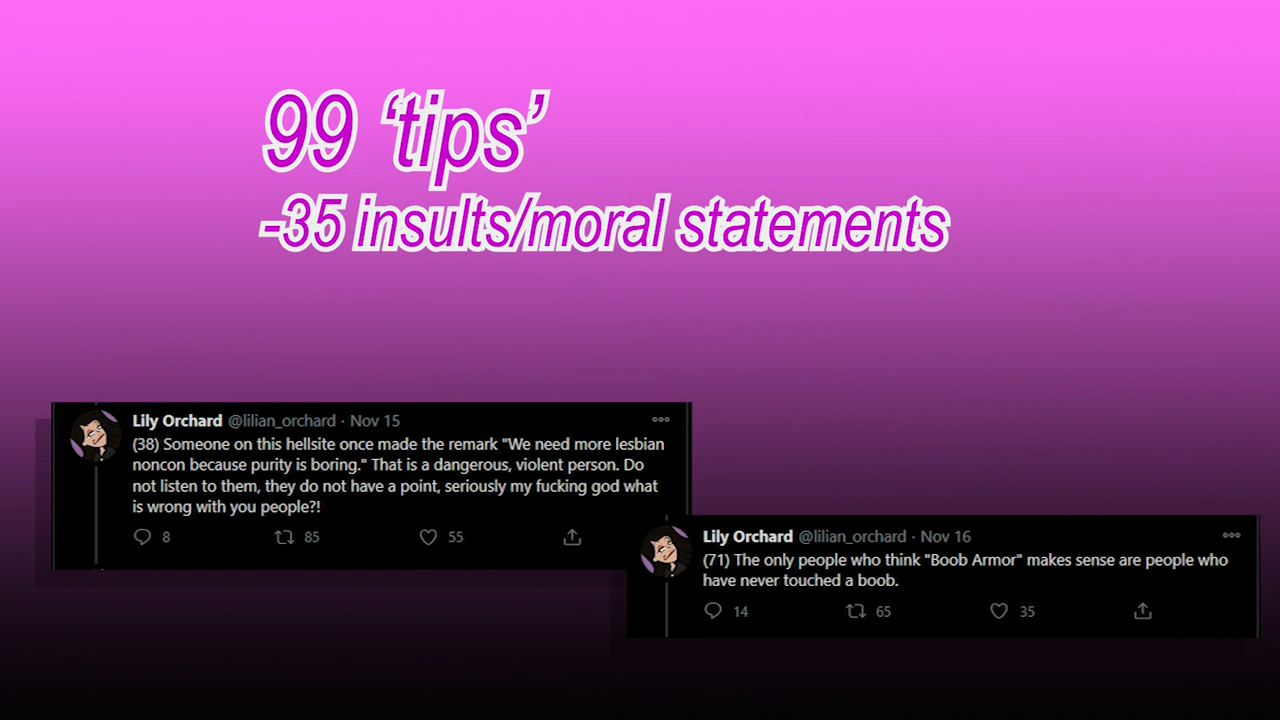 99 ‘tips’
-35 insults/moral statements
Lily Orchard @lilian_orchard · Nov 15
(38) Someone on this hellsite once made the remark "We need more lesbian
noncon because purity is boring." That is a dangerous, violent person. Do
not listen to them, they do not have a point, seriously my fucking god what
is wrong with you people?!
8 85 55
Lily Orchard @lilian_orchard · Nov 16
(71) The only people who think "Boob Armor" makes sense are people who
have never touched a boob.
14 65 35